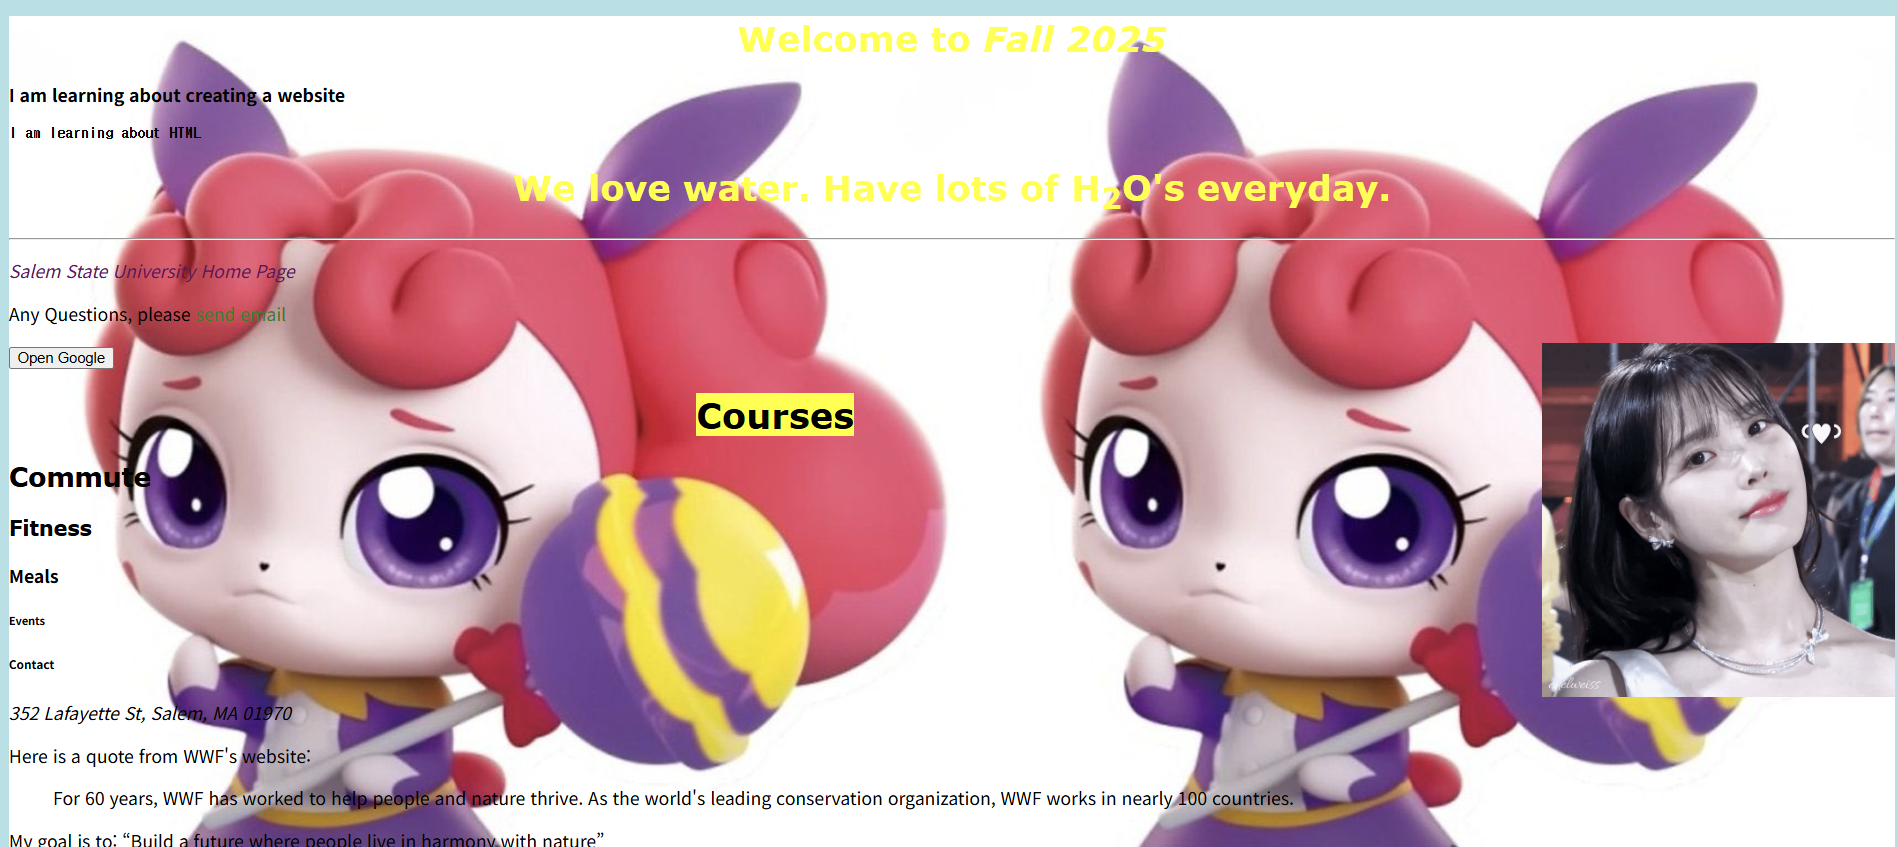 Welcome to Fall 2025
I am learning about creating a website
I am learning about HTML
We love water. Have lots of H₂O's everyday.
Salem State University Home Page
Any Questions, please send email
Open Google
Courses
Commute
Fitness
Meals
Events
Contact
352 Lafayette St, Salem, MA 01970
Here is a quote from WWF's website:
For 60 years, WWF has worked to help people and nature thrive. As the world's leading conservation organization, WWF works in nearly 100 countries.
My goal is to: “Build a future where people live in harmony with nature”